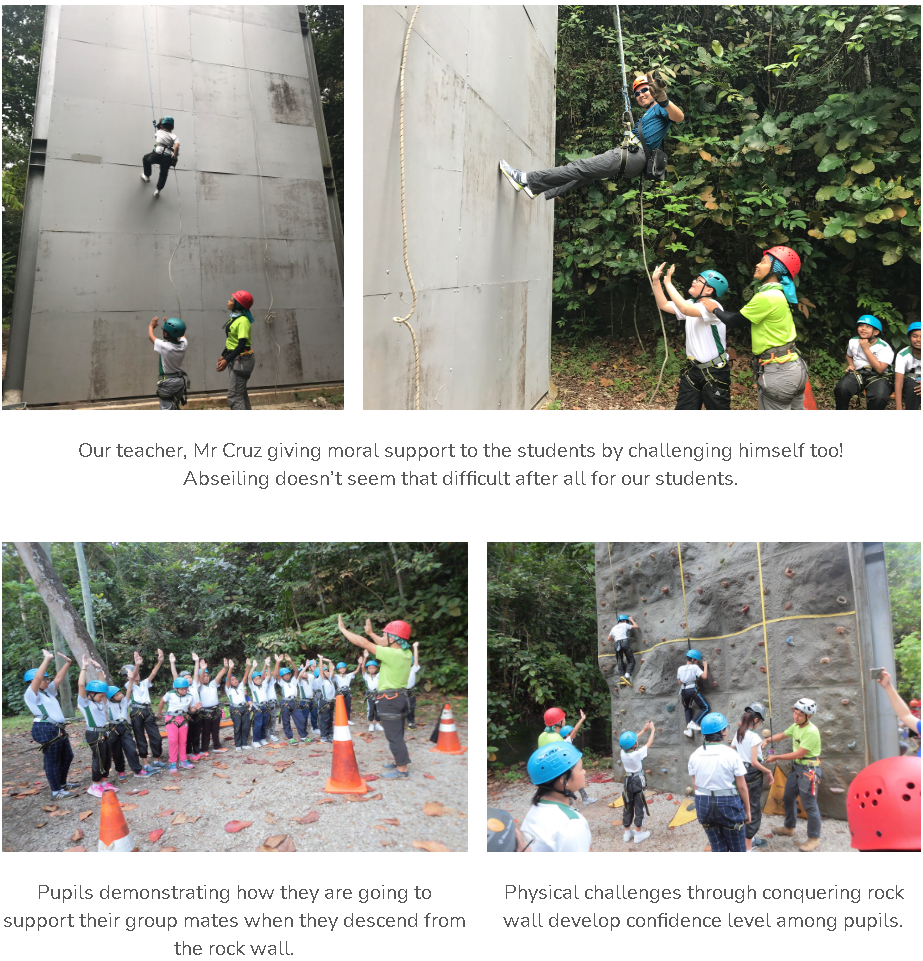 Our teacher, Mr Cruz giving moral support to the students by challenging himself too!
Abseiling doesn't seem that difficult after all for our students.
Pupils demonstrating how they are going to
support their group mates when they descend from
the rock wall.
Physical challenges through conquering rock
wall develop confidence level among pupils.